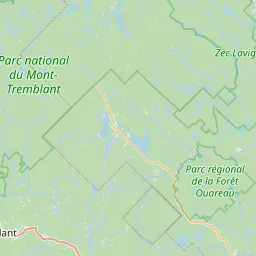 Zec Lavig
Parc national
du Mont-
Tremblant
Parc régional
de la Forêt
Ouareau
lant